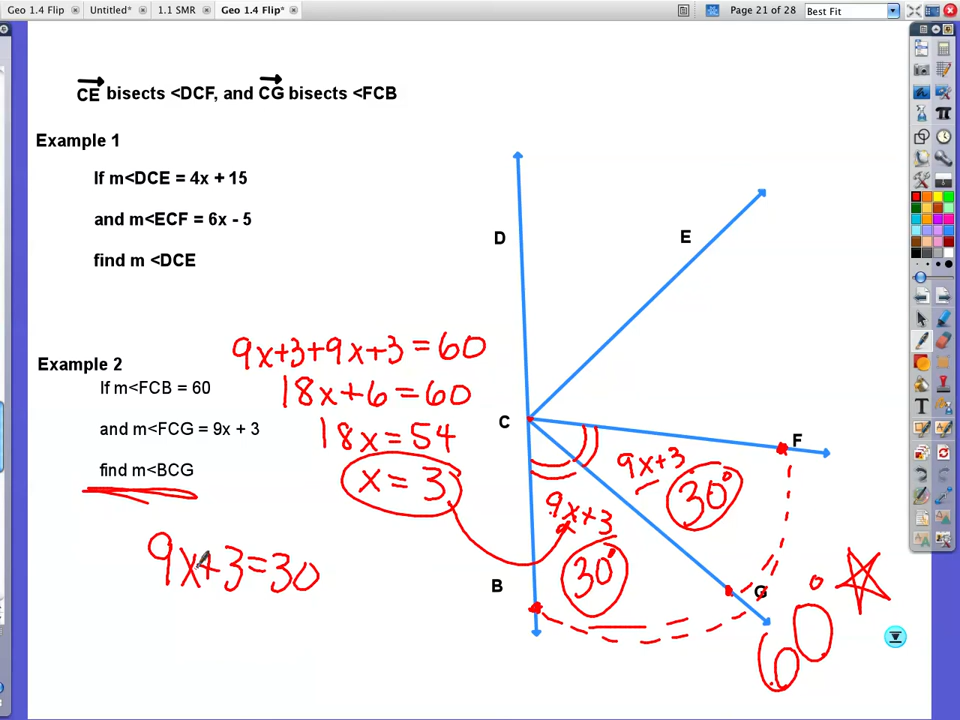 Geo 1.4 Flip Untitled* 1.1 SMR Geo 1.4 Flip* Page 21 of 28 Best Fit
CE bisects <DCF, and CG bisects <FCB
Example 1
If m<DCE = 4x + 15
and m<ECF = 6x - 5
find m <DCE
Example 2
If m<FCB = 60
and m<FCG = 9x + 3
find m<BCG
9x+3+9x+3=60
18x+6=60
18x=54
x=3
9x+3=30
D
E
C
F
9x+3
30°
9x+3
30°
B
G
60°